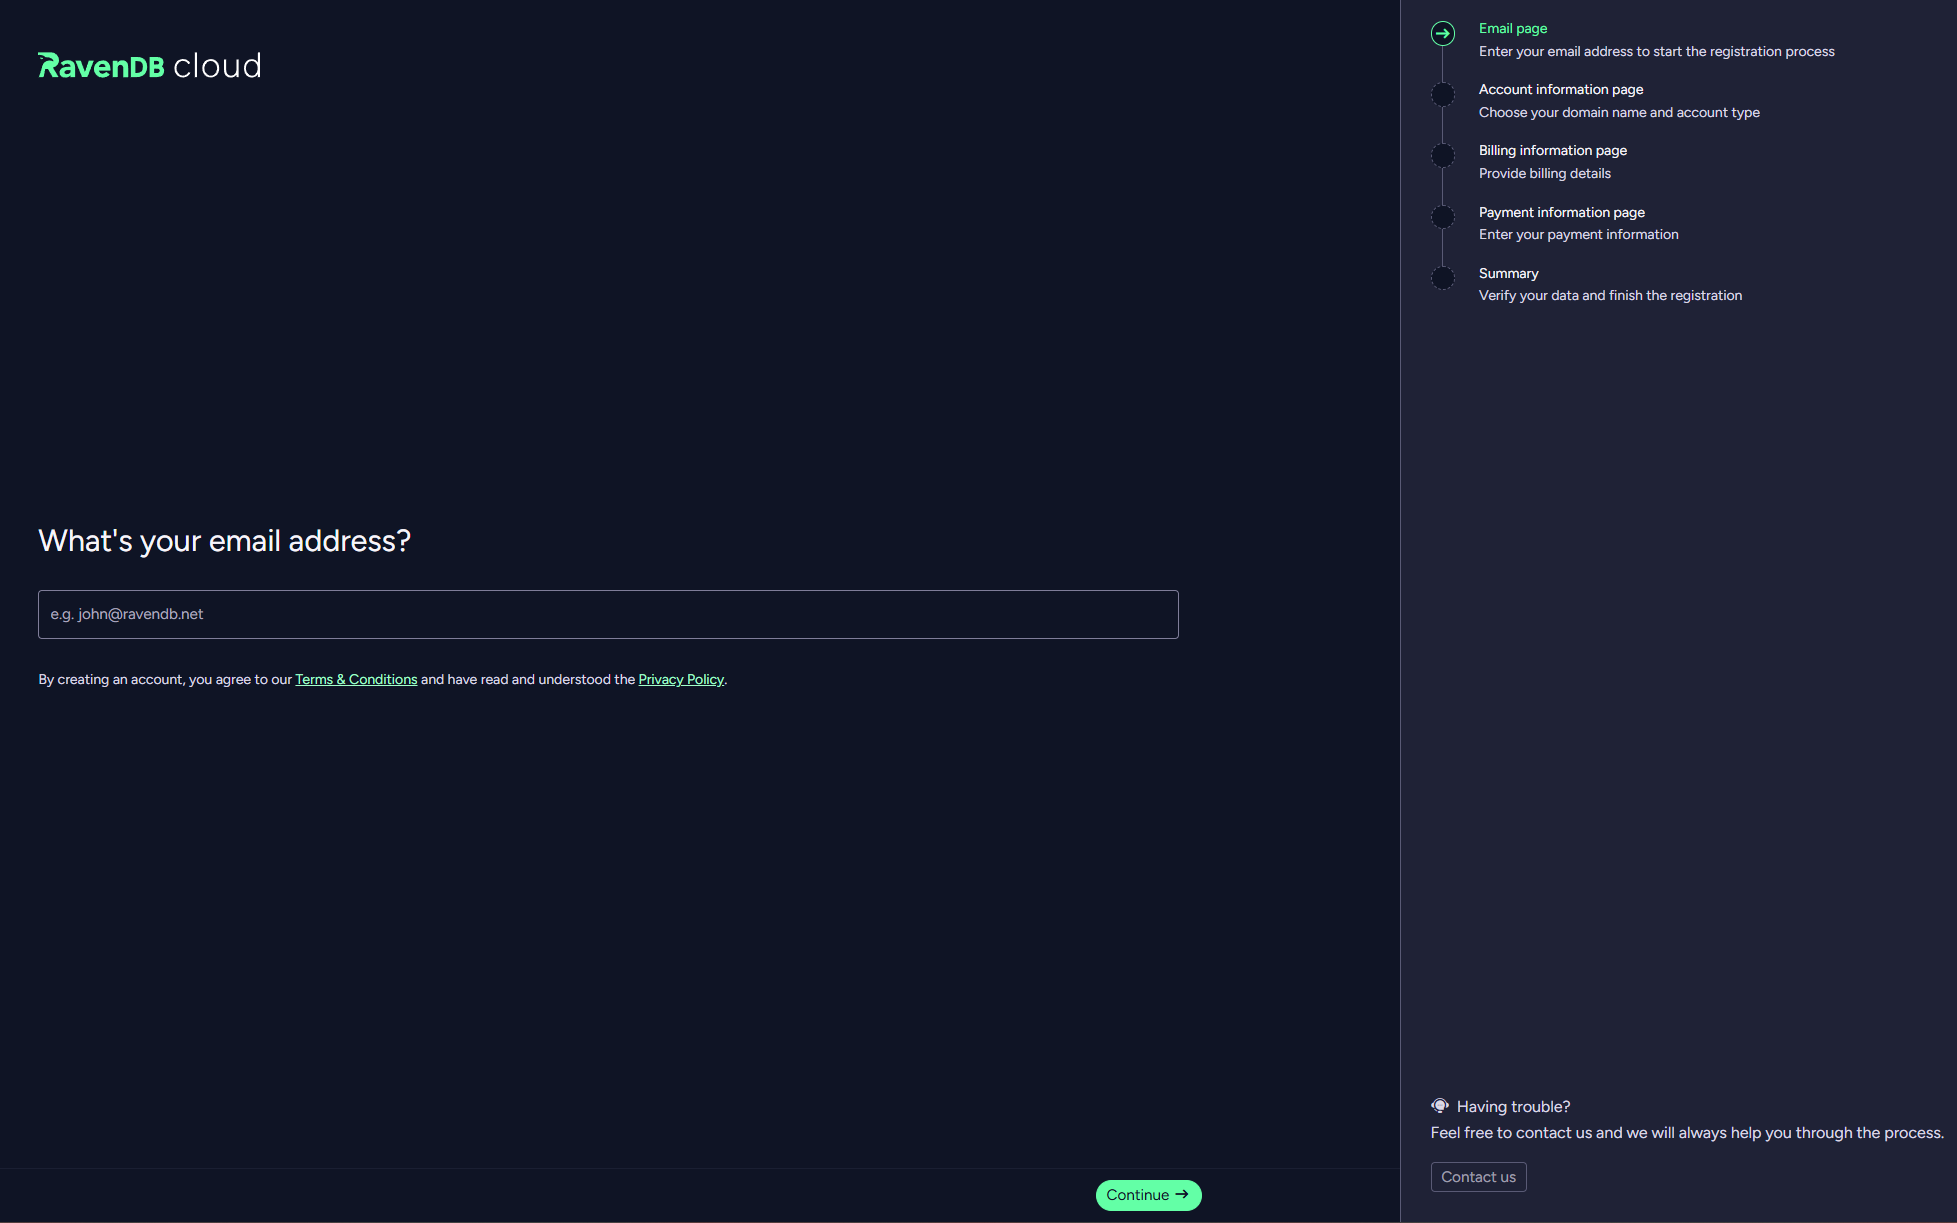 RavenDB cloud
What's your email address?
e.g. john@ravendb.net
By creating an account, you agree to our Terms & Conditions and have read and understood the Privacy Policy.
Continue
Email page
Enter your email address to start the registration process
Account information page
Choose your domain name and account type
Billing information page
Provide billing details
Payment information page
Enter your payment information
Summary
Verify your data and finish the registration
Having trouble?
Feel free to contact us and we will always help you through the process.
Contact us